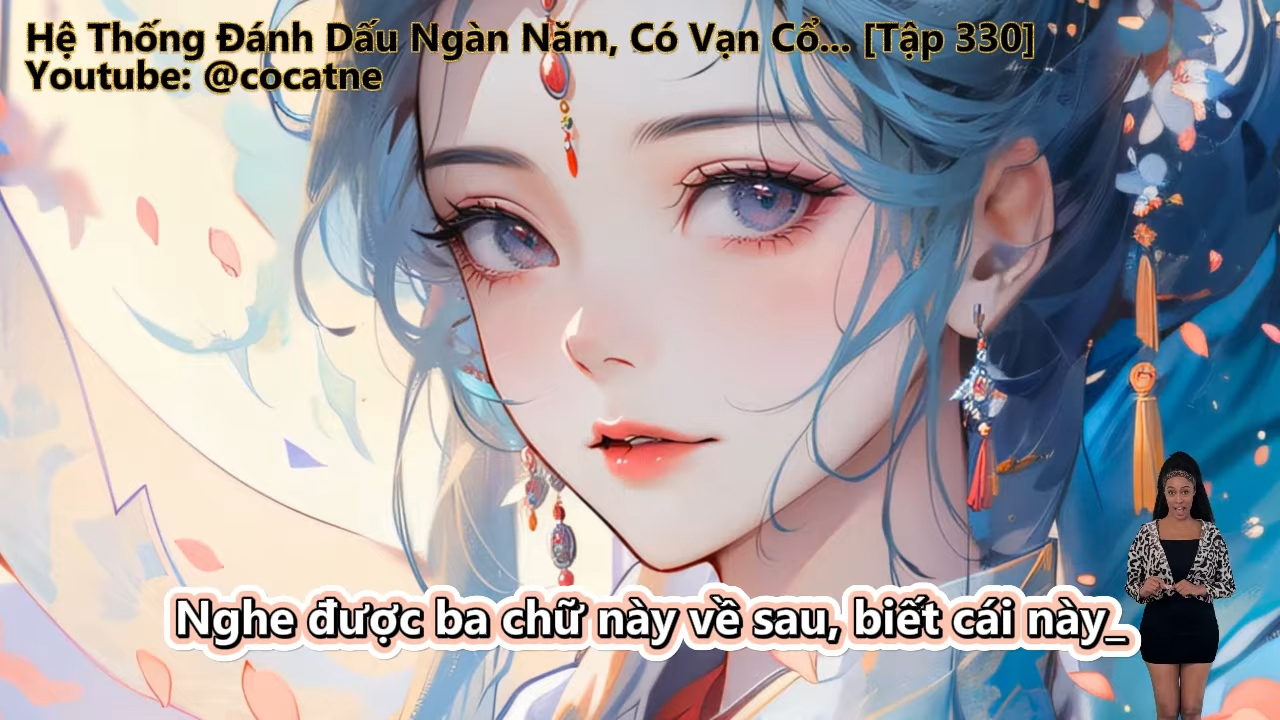 Hệ Thống Đánh Dấu Ngàn Năm, Có Vạn Cổ... [Tập 330]
Youtube: @cocatne
Nghe được ba chữ này về sau, biết cái này_